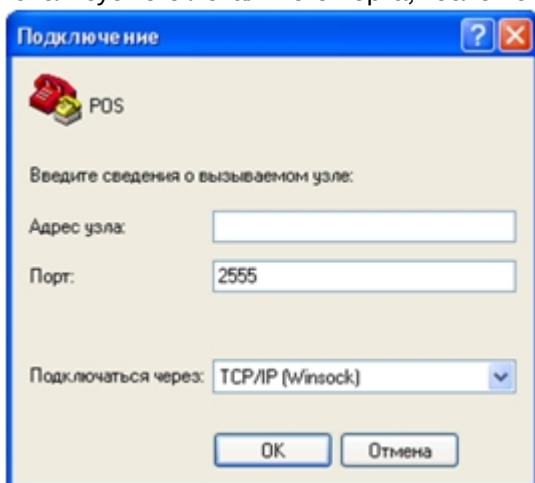 Подключение
POS
Введите сведения о вызываемом узле:
Адрес узла:
Порт: 2555
Подключаться через: TCP/IP (Winsock)
OK Отмена